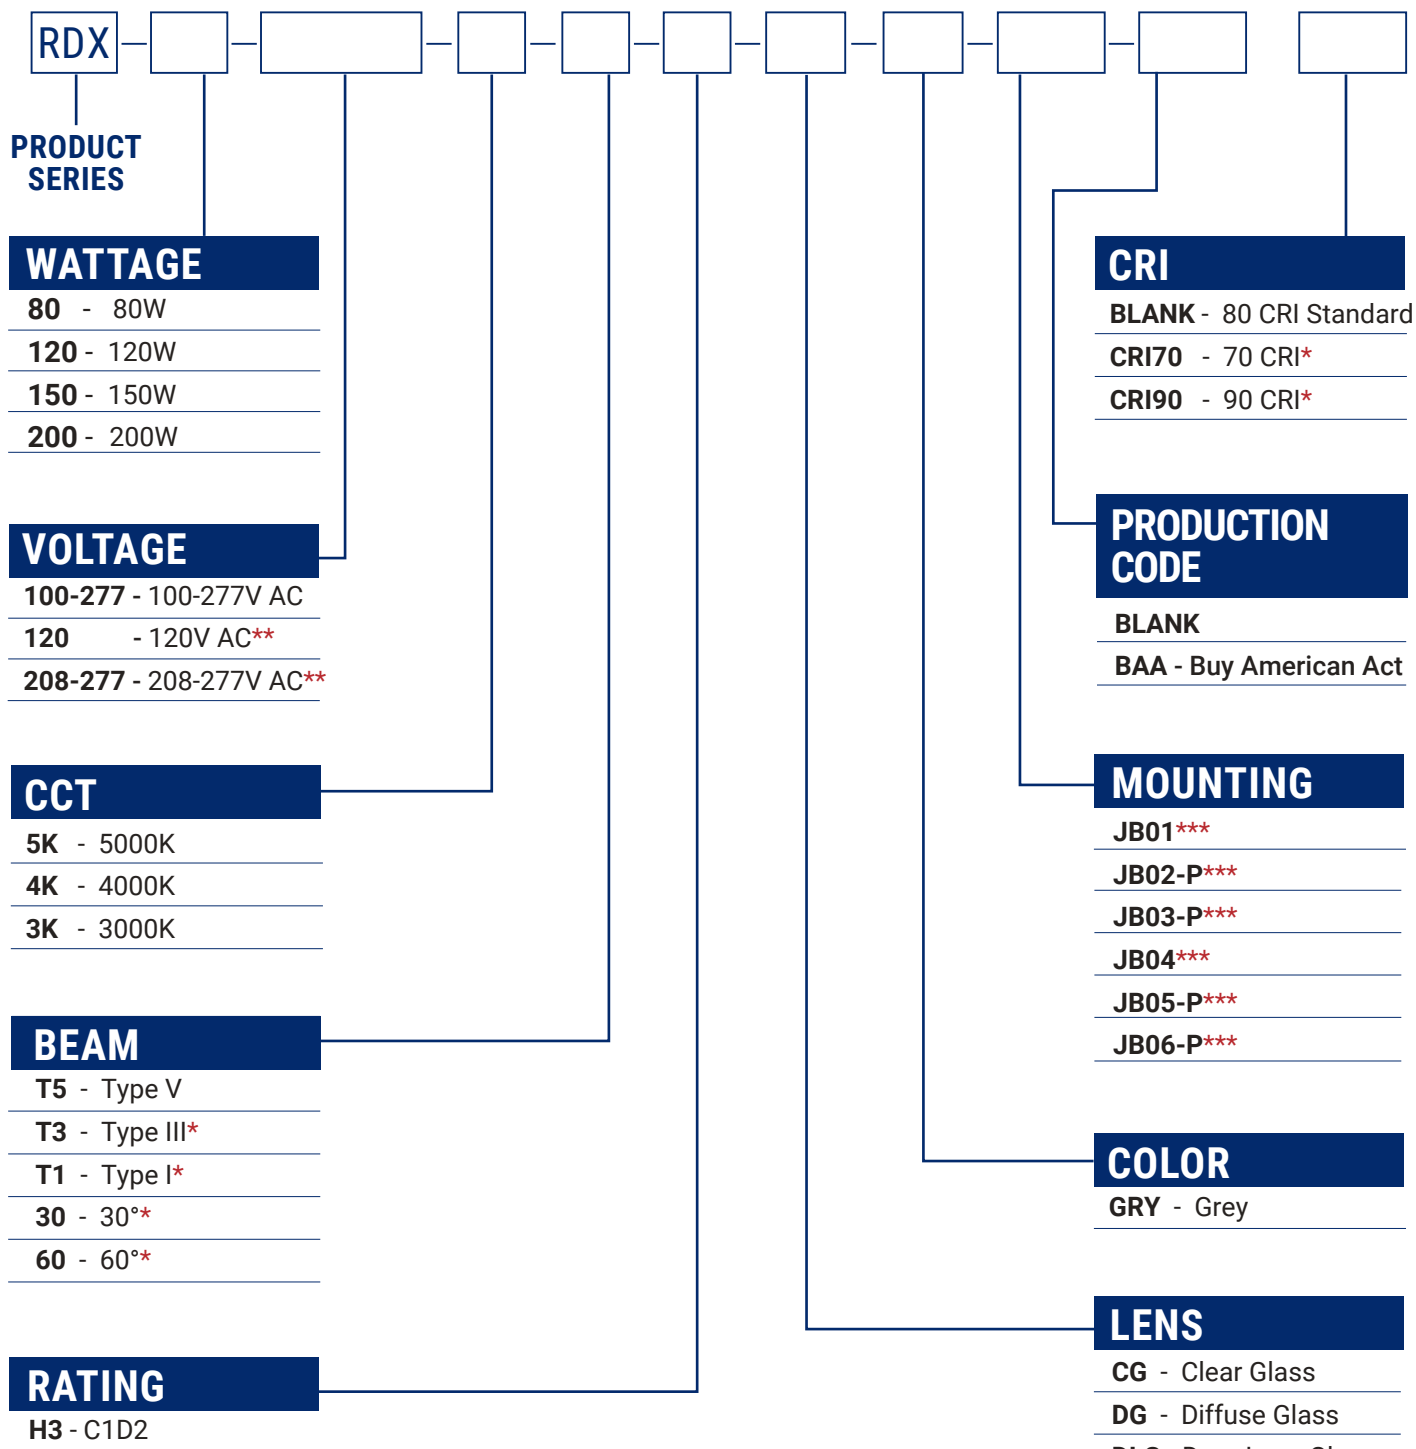 RDX
PRODUCT
SERIES
WATTAGE
80 - 80W
120 - 120W
150 - 150W
200 - 200W
VOLTAGE
100-277 - 100-277V AC
120 - 120V AC**
208-277 - 208-277V AC**
CCT
5K - 5000K
4K - 4000K
3K - 3000K
BEAM
T5 - Type V
T3 - Type III*
T1 - Type I*
30 - 30°*
60 - 60°*
RATING
H3 - C1D2
CRI
BLANK - 80 CRI Standard
CRI70 - 70 CRI*
CRI90 - 90 CRI*
PRODUCTION
CODE
BLANK
BAA - Buy American Act
MOUNTING
JB01***
JB02-P***
JB03-P***
JB04***
JB05-P***
JB06-P***
COLOR
GRY - Grey
LENS
CG - Clear Glass
DG - Diffuse Glass